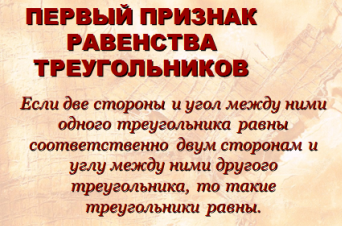 ПЕРВЫЙ ПРИЗНАК
РАВЕНСТВА
ТРЕУГОЛЬНИКОВ
Если две стороны и угол между ними
одного треугольника равны
соответственно двум сторонам и
углу между ними другого
треугольника, то такие
треугольники равны.